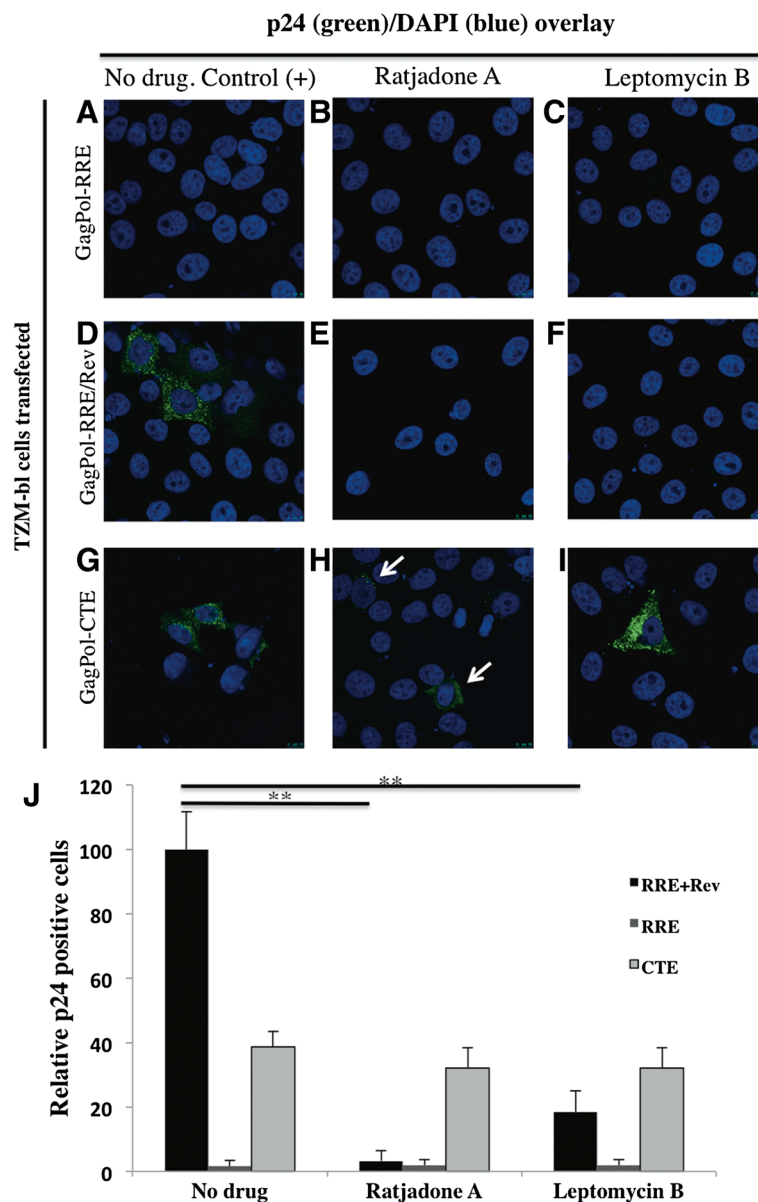 p24 (green)/DAPI (blue) overlay
No drug. Control (+)
Ratjadone A
Leptomycin B
TZM-bl cells transfected
GagPol-RRE
A
B
C
GagPol-RRE/Rev
D
E
F
GagPol-CTE
G
H
I
J
Relative p24 positive cells
120
100
80
60
40
20
0
**
**
RRE+Rev
RRE
CTE
No drug
Ratjadone A
Leptomycin B